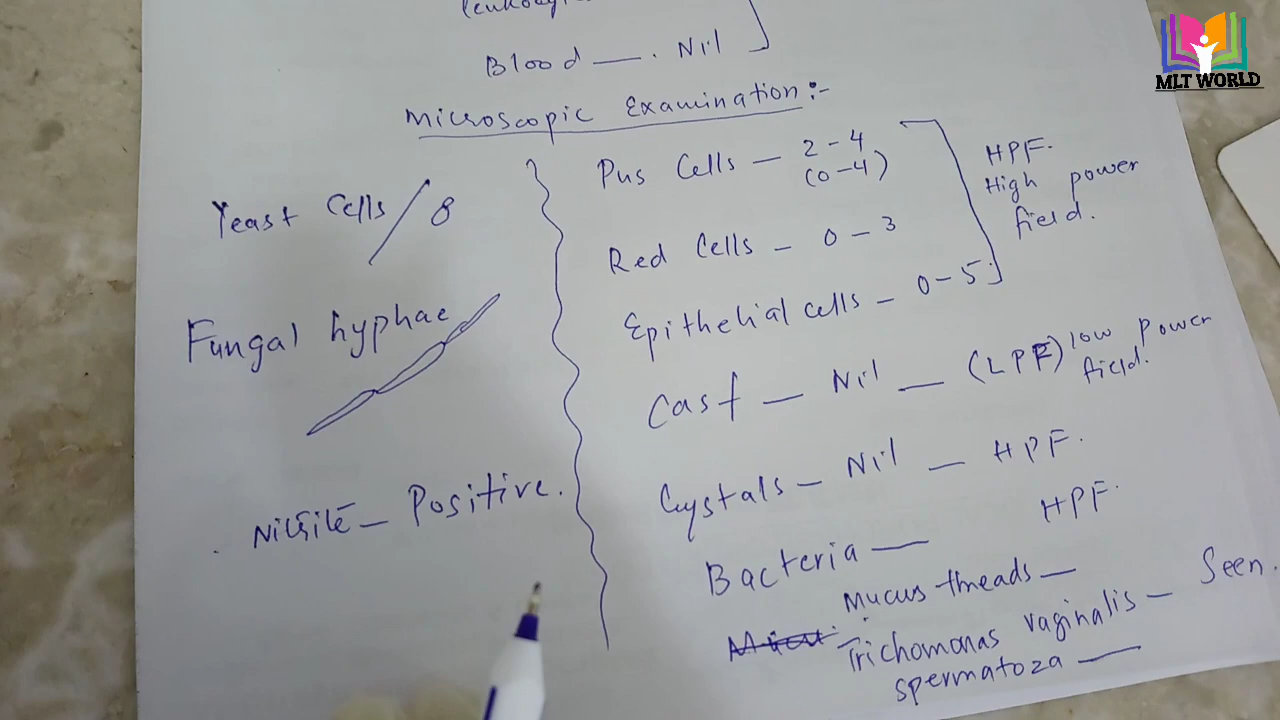 Blood — . Nil
Microscopic Examination :-
Pus Cells — 2 - 4
(0 - 4)
Red Cells - 0 - 3
Epithelial cells - 0 - 5
HPF.
High power
field.
Cast — Nil — (LPF) low power
field.
Crystals - Nil — HPF.
Bacteria — HPF.
Mucus threads —
Trichomonas vaginalis — Seen.
spermatoza —
Yeast Cells / 8
Fungal hyphae
Nitrite - Positive.
MLT WORLD